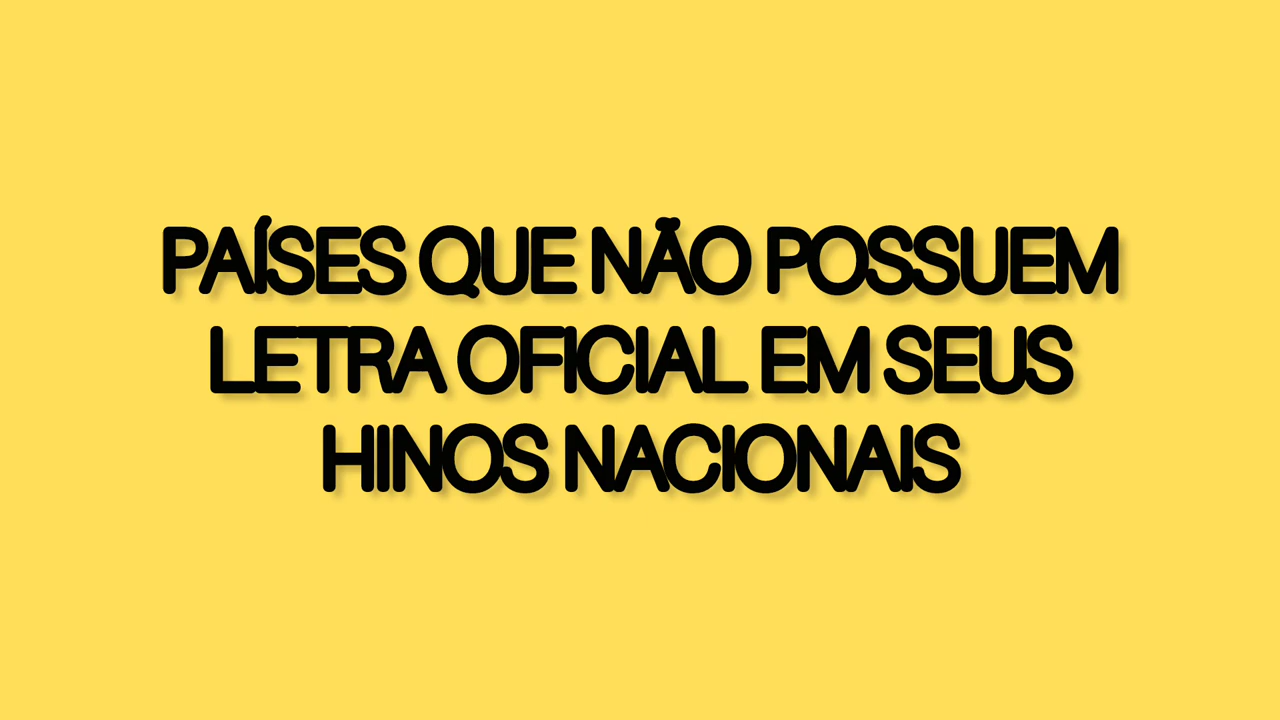 PAÍSES QUE NÃO POSSUEM
LETRA OFICIAL EM SEUS
HINOS NACIONAIS